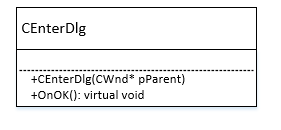 CEnterDlg
+CEnterDlg(CWnd* pParent)
+OnOK(): virtual void